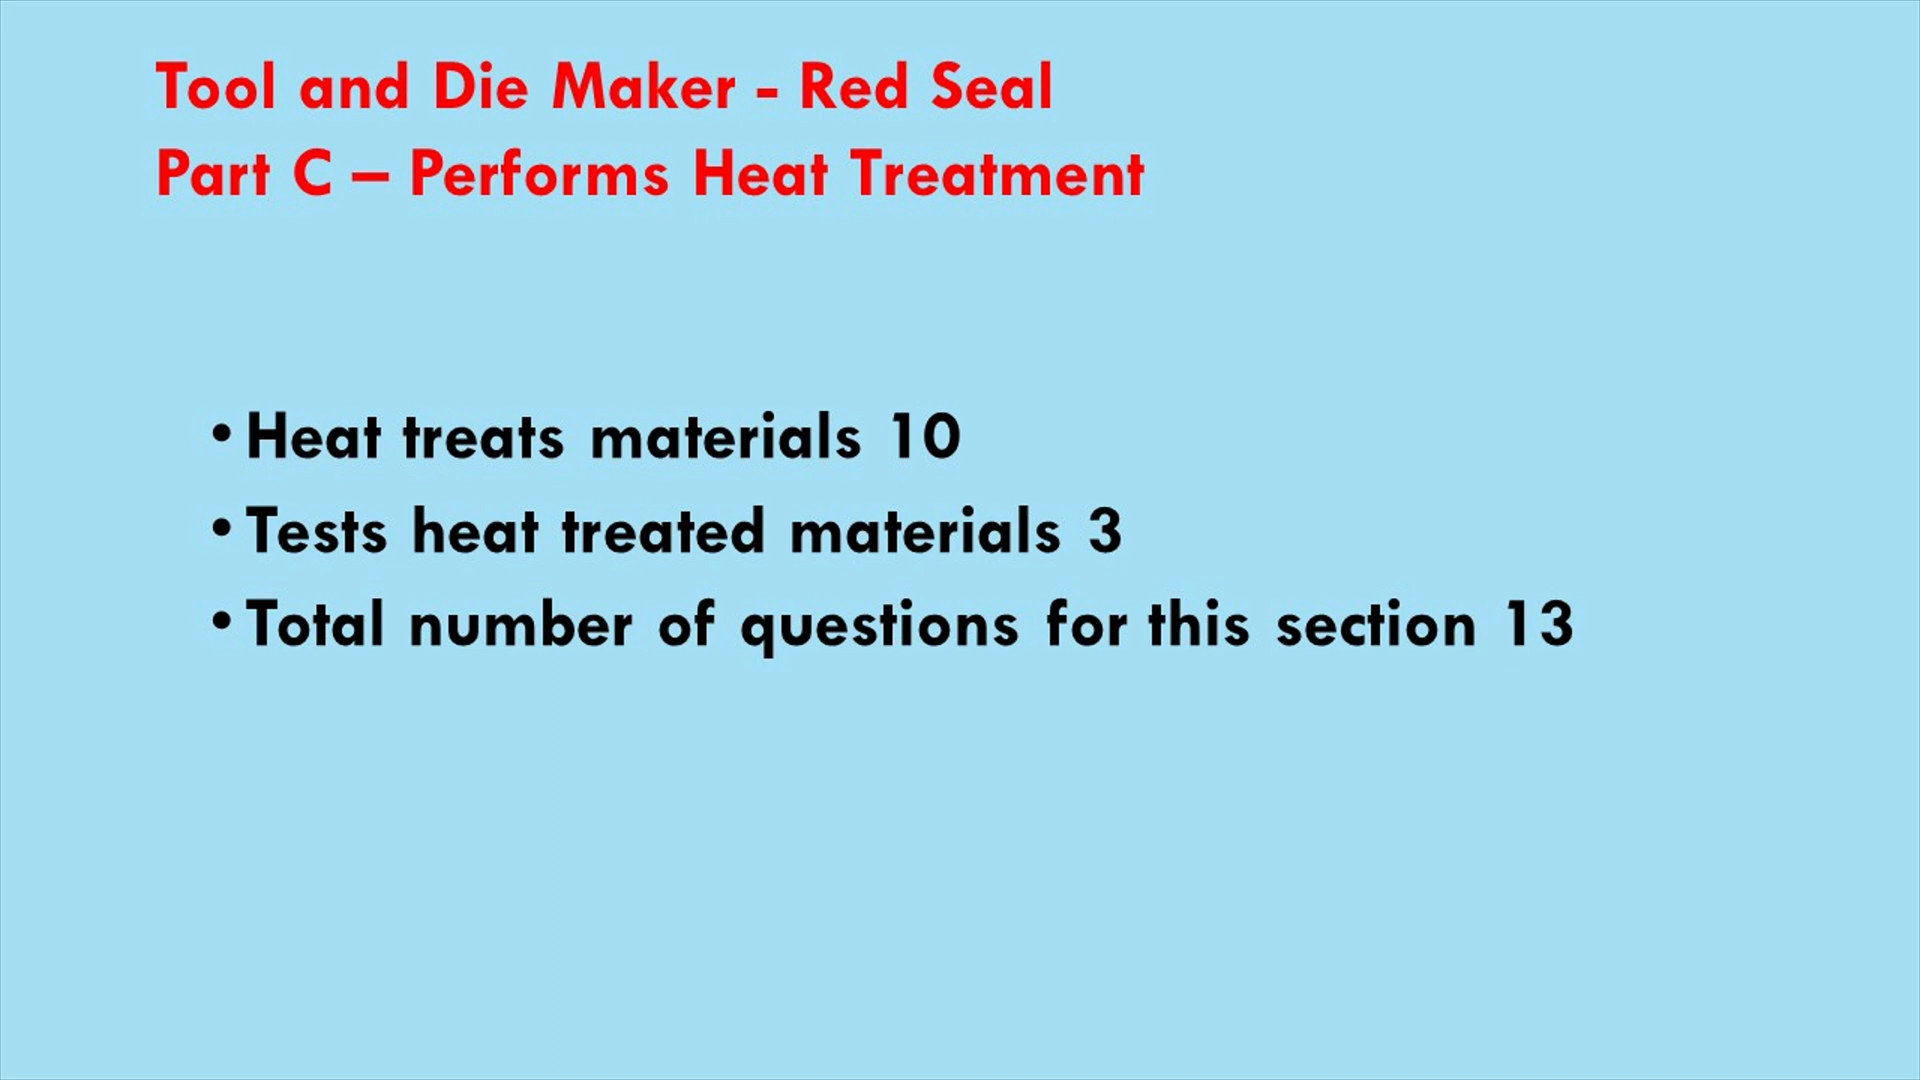 Tool and Die Maker - Red Seal
Part C – Performs Heat Treatment
• Heat treats materials 10
• Tests heat treated materials 3
• Total number of questions for this section 13